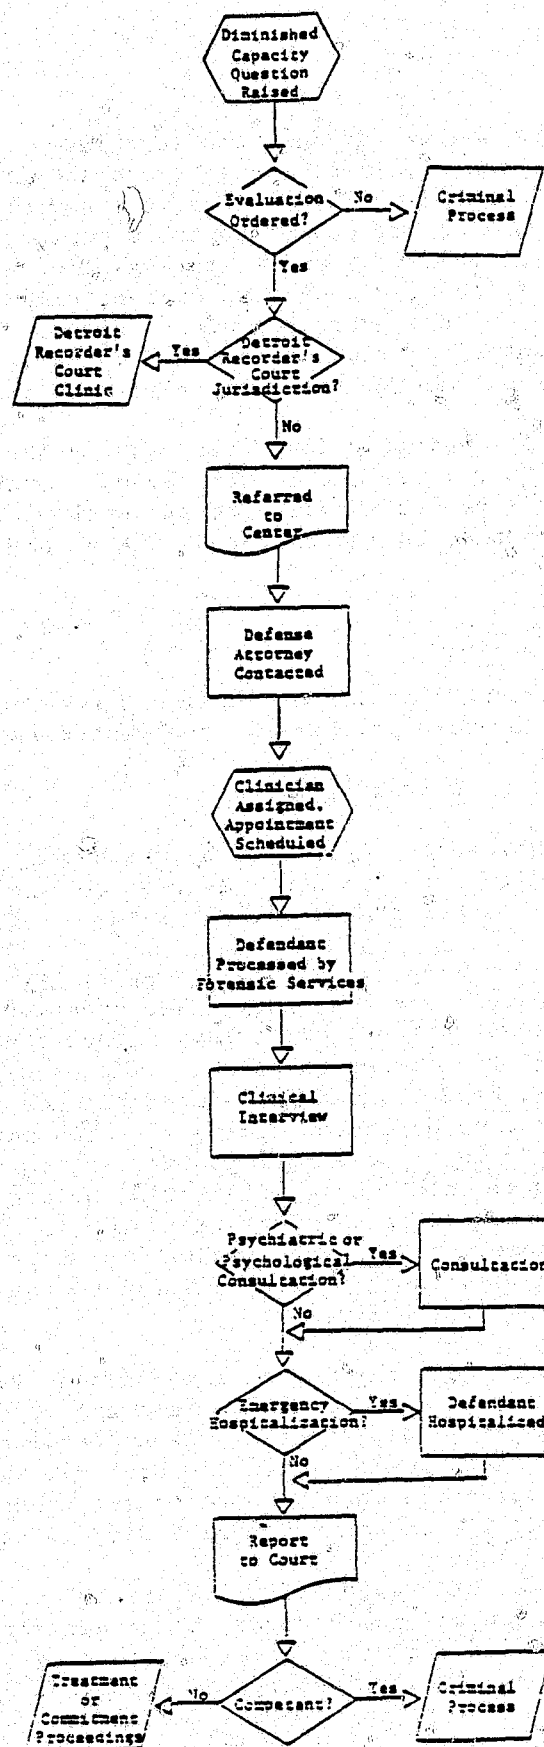 Diminished
Capacity
Question
Raised
Evaluation
Ordered?
No
Criminal
Process
Yes
Detroit
Recorder's
Court
Clinic
Yes
Detroit
Recorder's
Court
Jurisdiction?
No
Referred
to
Center
Defense
Attorney
Contacted
Clinician
Assigned.
Appointment
Scheduled
Defendant
Processed by
Forensic Services
Clinical
Interview
Psychiatric or
Psychological
Consultation?
Yes
Consultation
No
Emergency
Hospitalization?
Yes
Defendant
Hospitalized
No
Report
to Court
Treatment
or
Commitment
Proceedings
No
Competent?
Yes
Criminal
Process